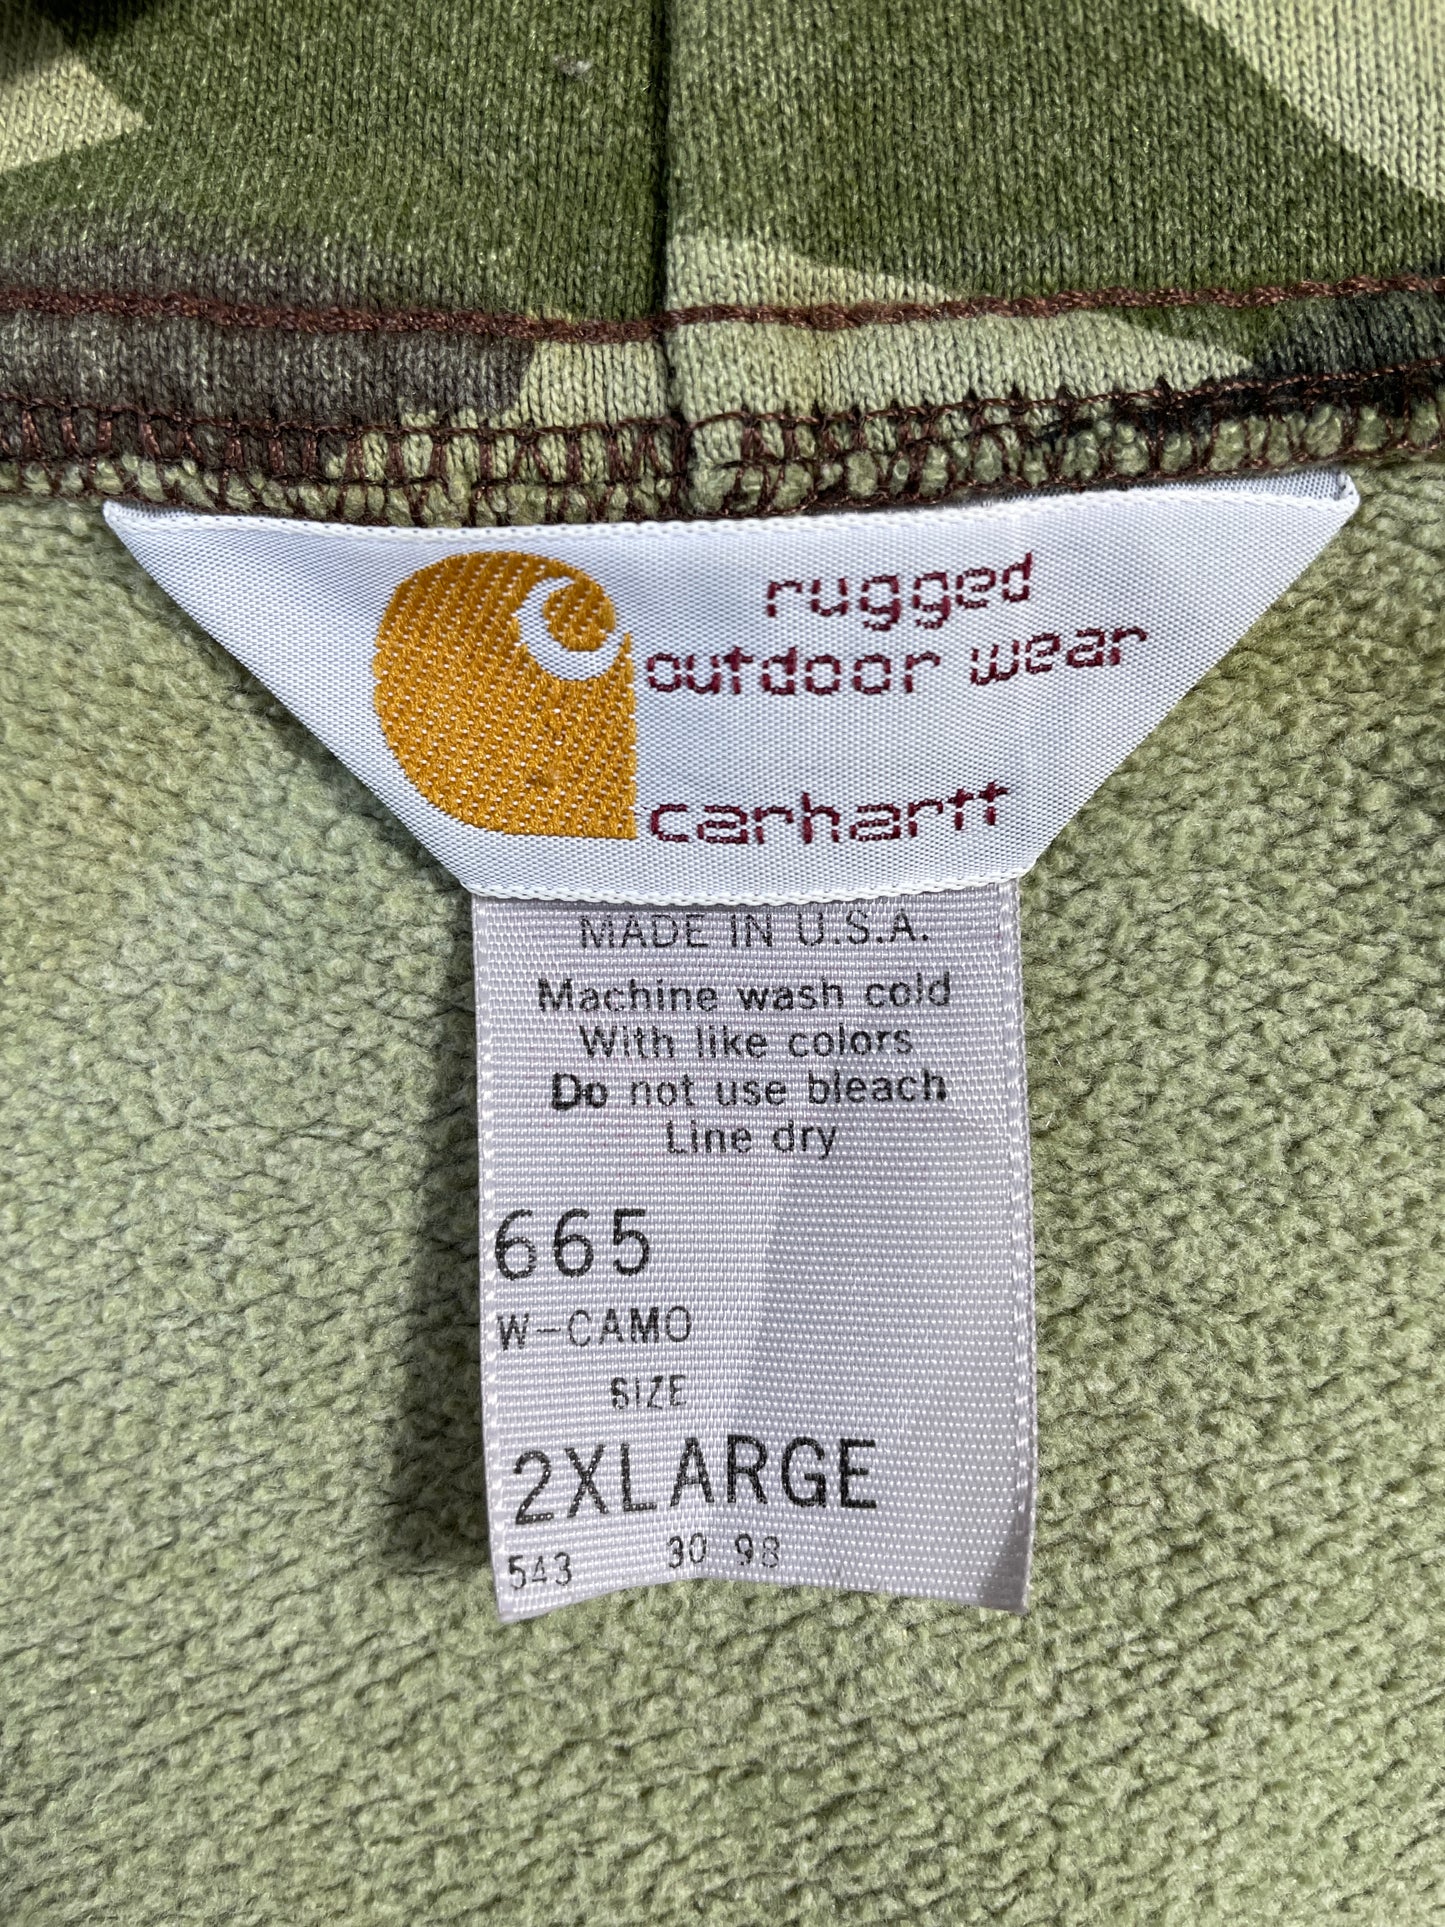 rugged
outdoor wear
carhartt
MADE IN U.S.A.
Machine wash cold
With like colors
Do not use bleach
Line dry
665
W-CAMO
SIZE
2XLARGE
543 30 98